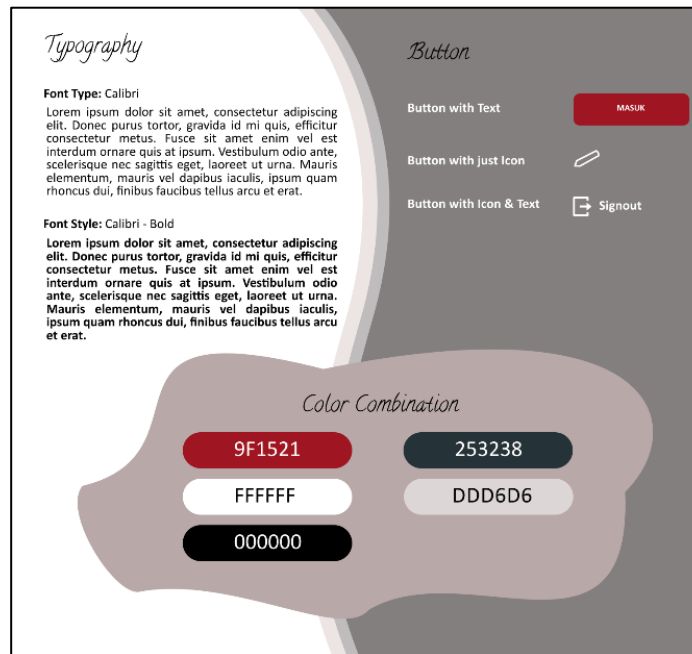 Typography
Font Type: Calibri
Lorem ipsum dolor sit amet, consectetur adipiscing
elit. Donec purus tortor, gravida id mi quis, efficitur
consectetur metus. Fusce sit amet enim vel est
interdum ornare quis at ipsum. Vestibulum odio ante,
scelerisque nec sagittis eget, laoreet ut urna. Mauris
elementum, mauris vel dapibus iaculis, ipsum quam
rhoncus dui, finibus faucibus tellus arcu et erat.
Font Style: Calibri - Bold
Lorem ipsum dolor sit amet, consectetur adipiscing
elit. Donec purus tortor, gravida id mi quis, efficitur
consectetur metus. Fusce sit amet enim vel est
interdum ornare quis at ipsum. Vestibulum odio
ante, scelerisque nec sagittis eget, laoreet ut urna.
Mauris elementum, mauris vel dapibus iaculis,
ipsum quam rhoncus dui, finibus faucibus tellus arcu
et erat.
Button
Button with Text
MASUK
Button with just Icon
Button with Icon & Text
Signout
Color Combination
9F1521
253238
FFFFFF
DDD6D6
000000